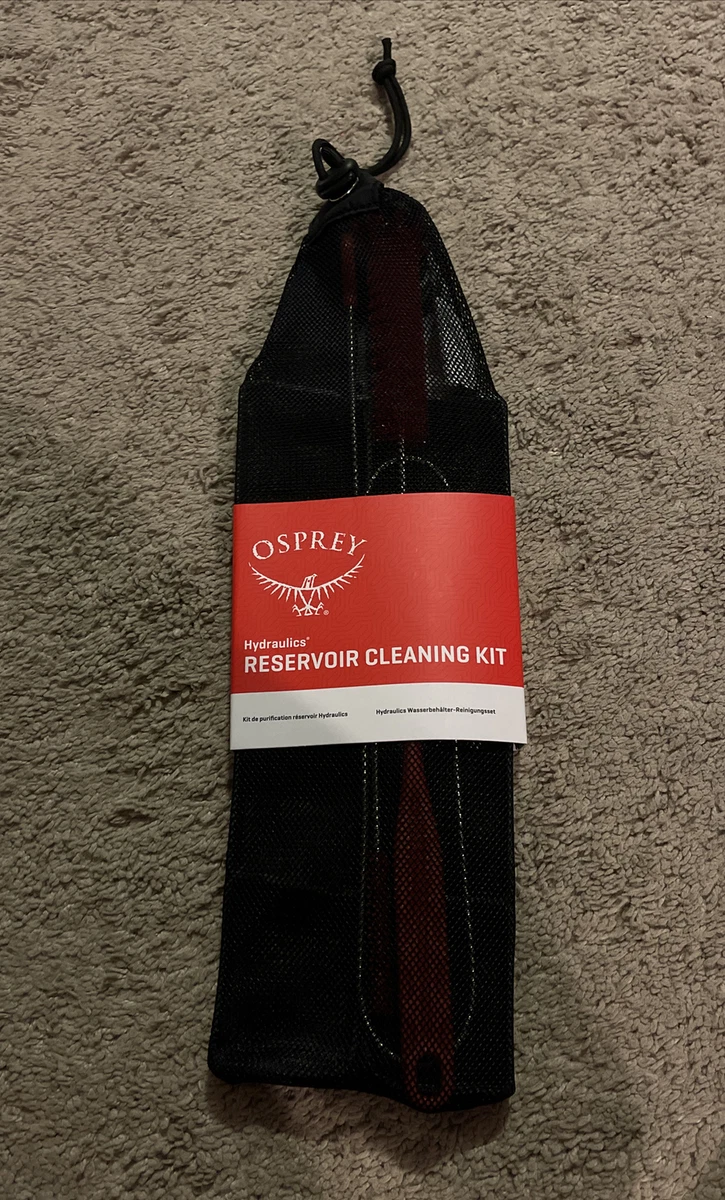 OSPREY
Hydraulics®
RESERVOIR CLEANING KIT
Kit de purification réservoir Hydraulics
Hydraulics Wasserbehälter-Reinigungsset